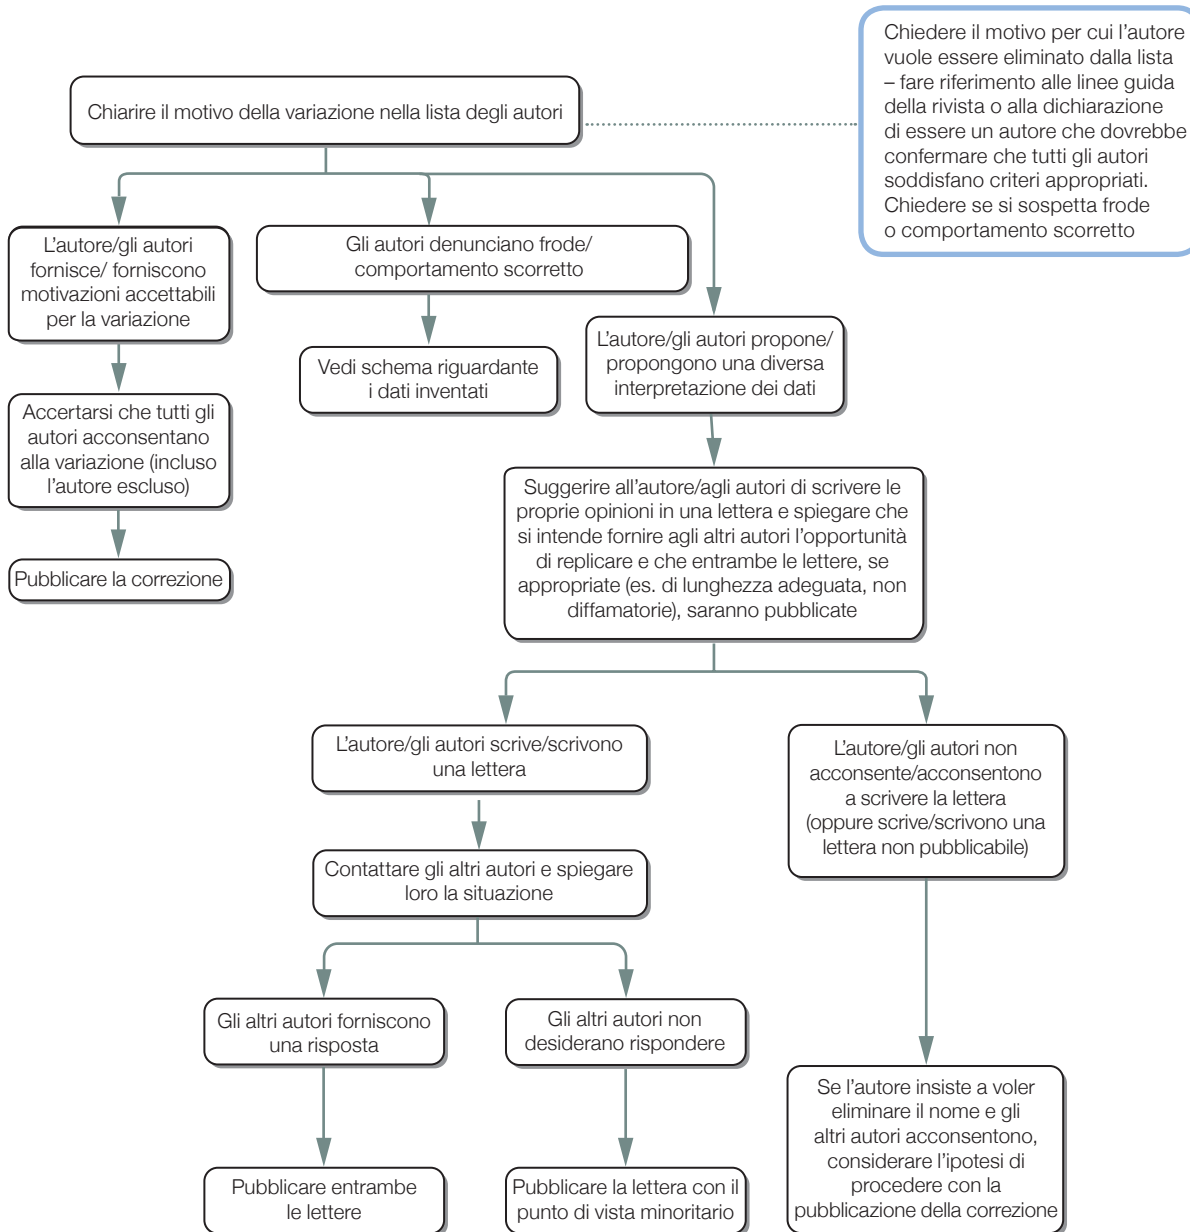 Chiedere il motivo per cui l'autore
vuole essere eliminato dalla lista
– fare riferimento alle linee guida
della rivista o alla dichiarazione
di essere un autore che dovrebbe
confermare che tutti gli autori
soddisfano criteri appropriati.
Chiedere se si sospetta frode
o comportamento scorretto
Chiarire il motivo della variazione nella lista degli autori
L'autore/gli autori
fornisce/ forniscono
motivazioni accettabili
per la variazione
Gli autori denunciano frode/
comportamento scorretto
L'autore/gli autori propone/
propongono una diversa
interpretazione dei dati
Vedi schema riguardante
i dati inventati
Accertarsi che tutti gli
autori acconsentano
alla variazione (incluso
l'autore escluso)
Pubblicare la correzione
Suggerire all'autore/agli autori di scrivere le
proprie opinioni in una lettera e spiegare che
si intende fornire agli altri autori l'opportunità
di replicare e che entrambe le lettere, se
appropriate (es. di lunghezza adeguata, non
diffamatorie), saranno pubblicate
L'autore/gli autori scrive/scrivono
una lettera
L'autore/gli autori non
acconsente/acconsentono
a scrivere la lettera
(oppure scrive/scrivono una
lettera non pubblicabile)
Contattare gli altri autori e spiegare
loro la situazione
Gli altri autori forniscono
una risposta
Gli altri autori non
desiderano rispondere
Se l'autore insiste a voler
eliminare il nome e gli
altri autori acconsentono,
considerare l'ipotesi di
procedere con la
pubblicazione della correzione
Pubblicare entrambe
le lettere
Pubblicare la lettera con il
punto di vista minoritario